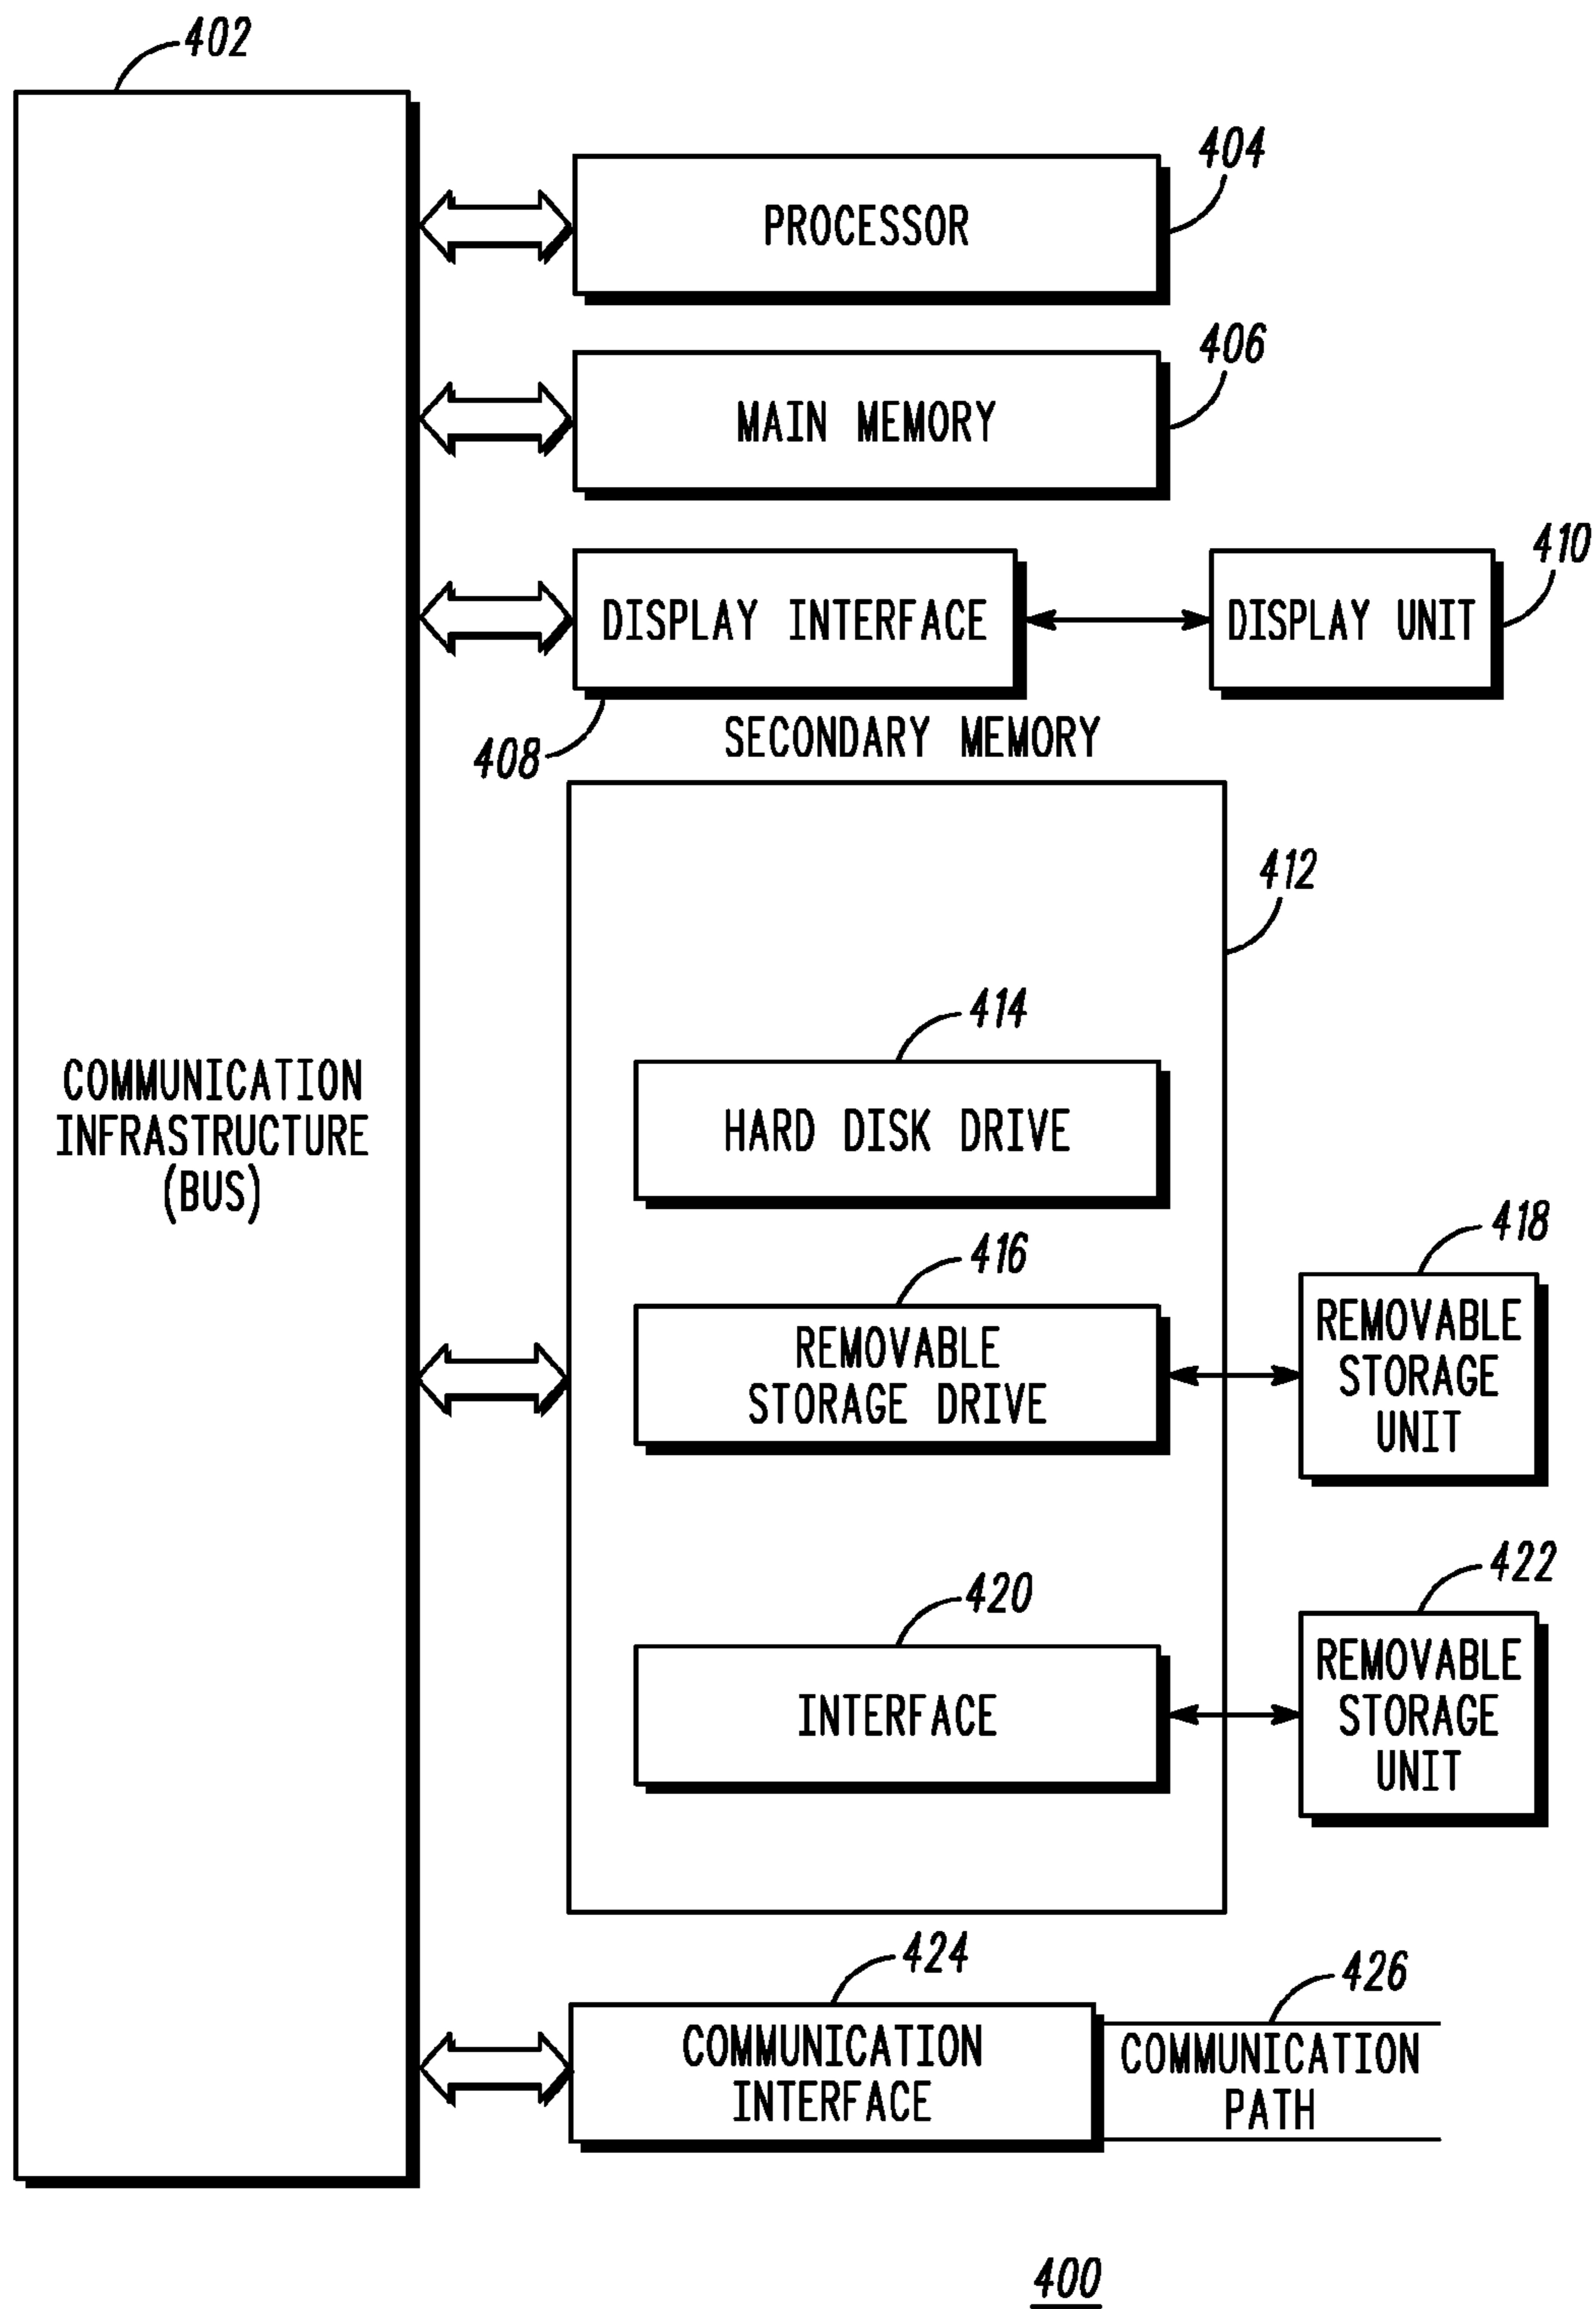 402
404
PROCESSOR
406
MAIN MEMORY
410
DISPLAY INTERFACE
DISPLAY UNIT
408
SECONDARY MEMORY
412
414
HARD DISK DRIVE
COMMUNICATION
INFRASTRUCTURE
(BUS)
416
418
REMOVABLE
STORAGE DRIVE
REMOVABLE
STORAGE
UNIT
420
422
INTERFACE
REMOVABLE
STORAGE
UNIT
424
426
COMMUNICATION
INTERFACE
COMMUNICATION
PATH
400